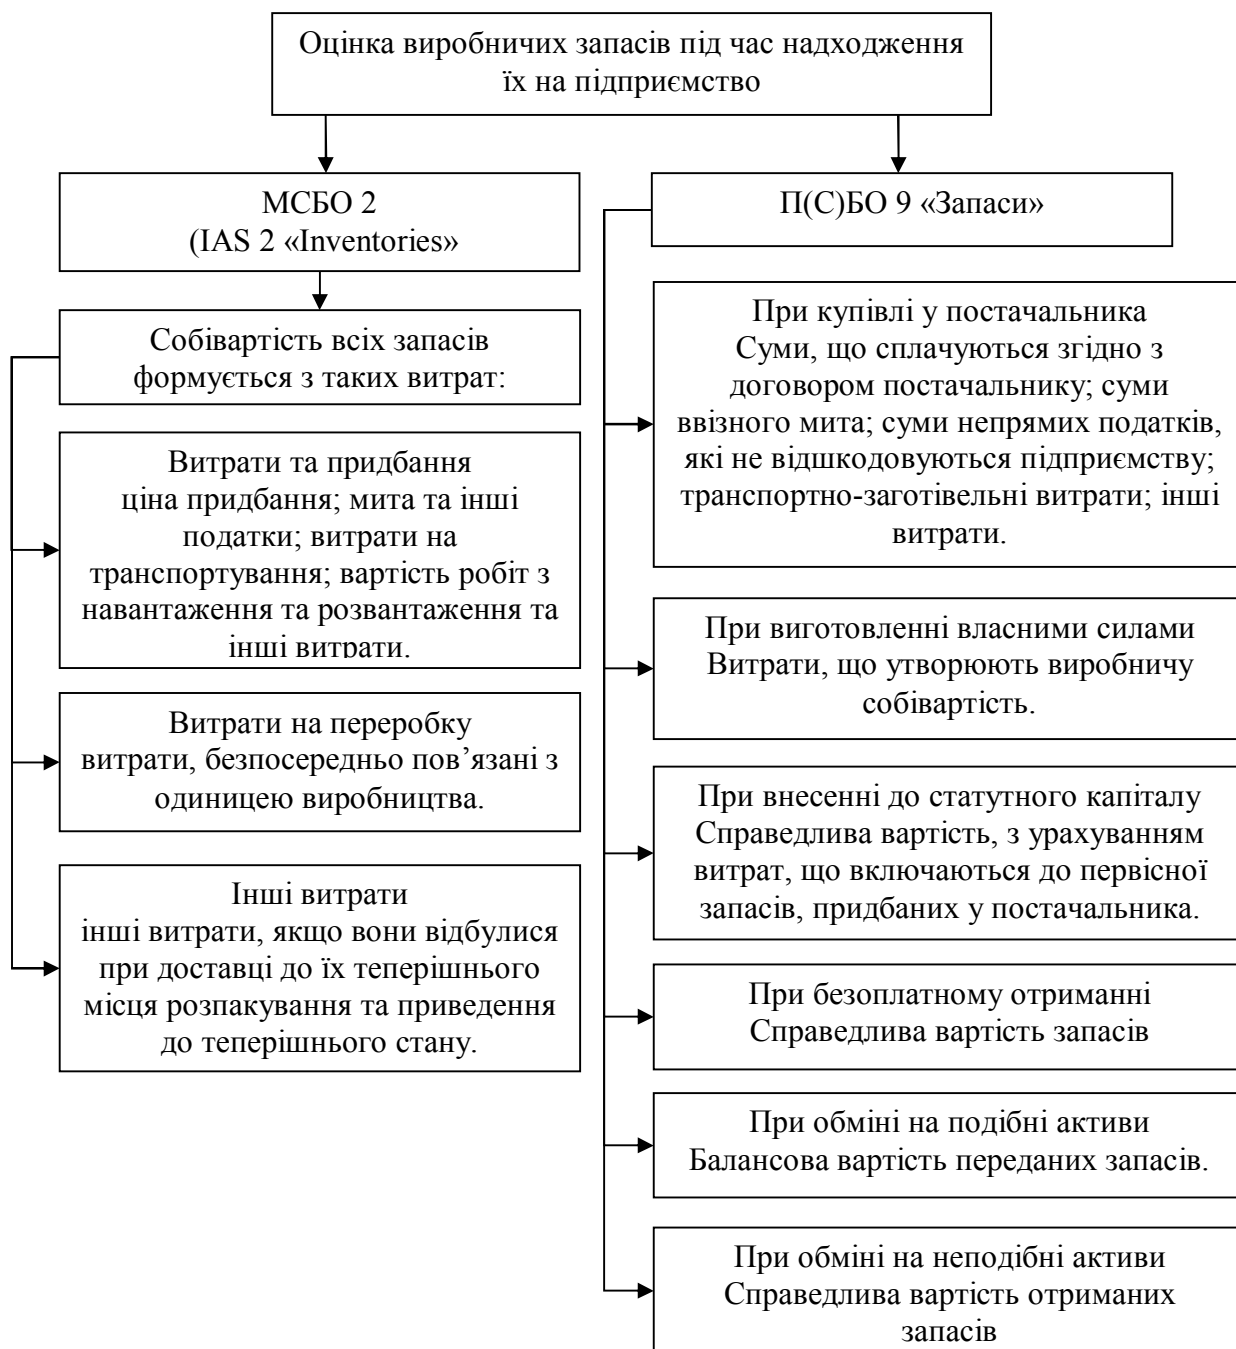 Оцінка виробничих запасів під час надходження
їх на підприємство
МСБО 2
(IAS 2 «Inventories»
Собівартість всіх запасів
формується з таких витрат:
Витрати та придбання
ціна придбання; мита та інші
податки; витрати на
транспортування; вартість робіт з
навантаження та розвантаження та
інші витрати.
Витрати на переробку
витрати, безпосередньо пов’язані з
одиницею виробництва.
Інші витрати
інші витрати, якщо вони відбулися
при доставці до їх теперішнього
місця розпакування та приведення
до теперішнього стану.
П(С)БО 9 «Запаси»
При купівлі у постачальника
Суми, що сплачуються згідно з
договором постачальнику; суми
ввізного мита; суми непрямих податків,
які не відшкодовуються підприємству;
транспортно-заготівельні витрати; інші
витрати.
При виготовленні власними силами
Витрати, що утворюють виробничу
собівартість.
При внесенні до статутного капіталу
Справедлива вартість, з урахуванням
витрат, що включаються до первісної
запасів, придбаних у постачальника.
При безоплатному отриманні
Справедлива вартість запасів
При обміні на подібні активи
Балансова вартість переданих запасів.
При обміні на неподібні активи
Справедлива вартість отриманих
запасів